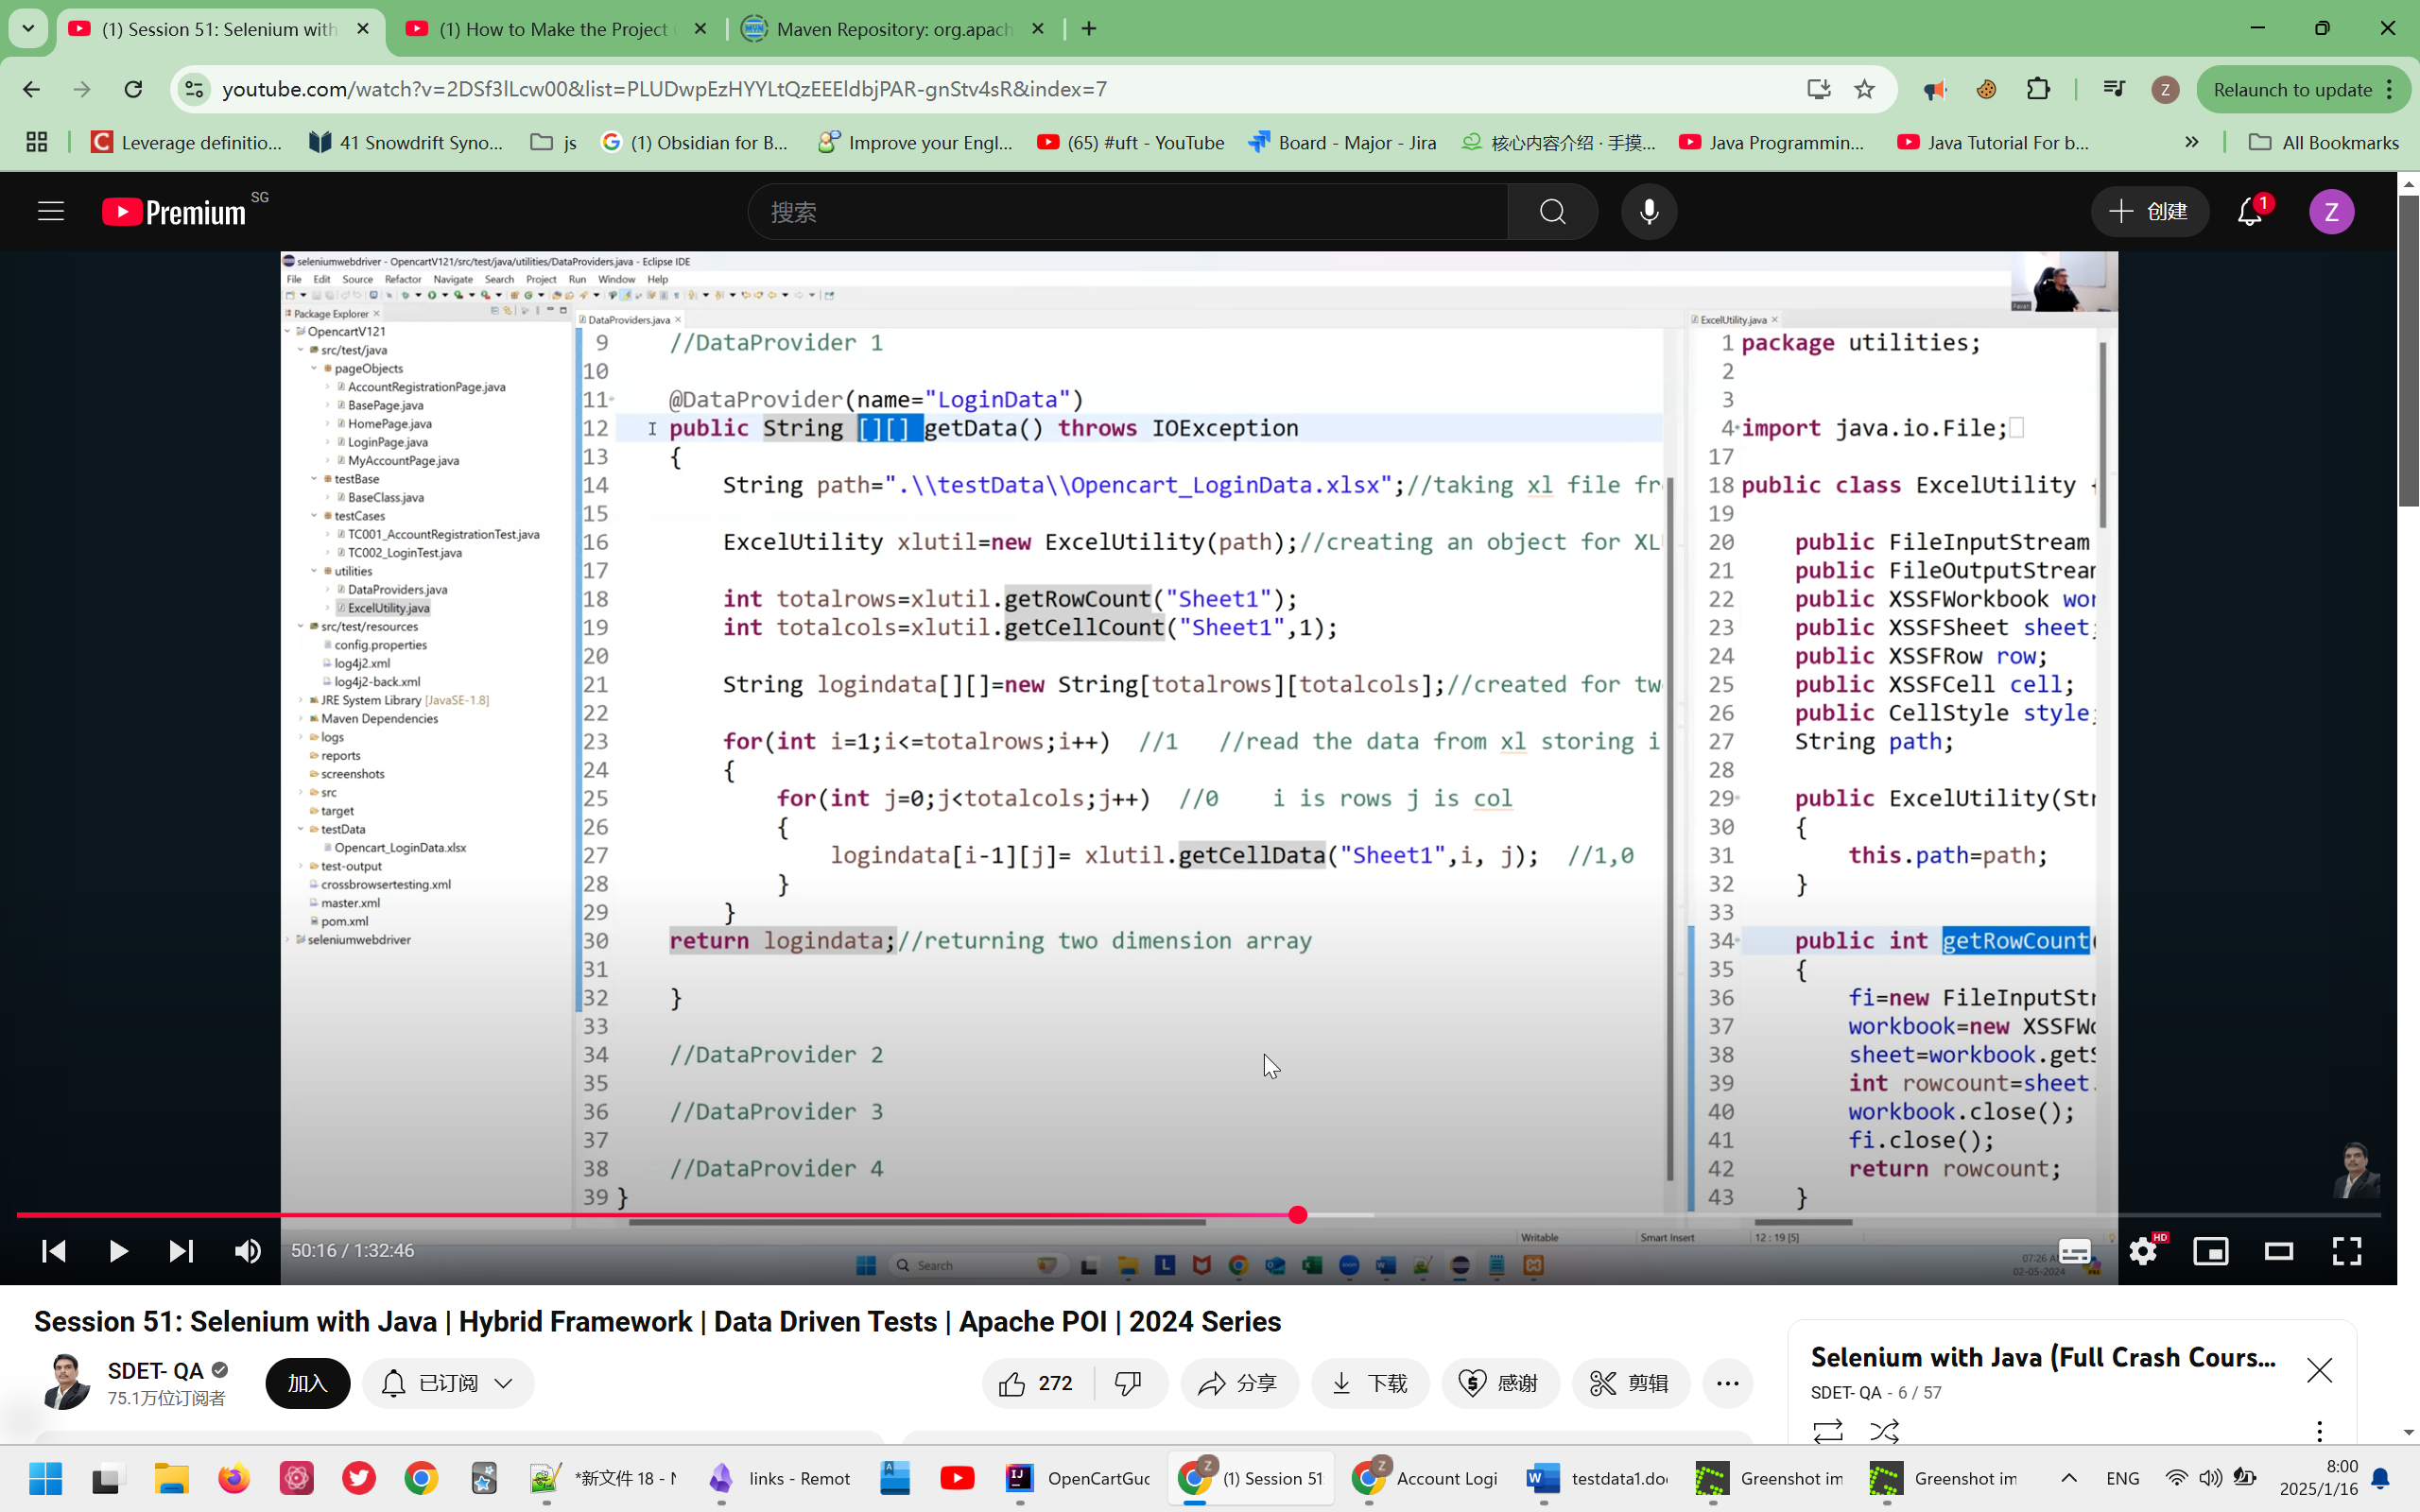 (1) Session 51: Selenium with
(1) How to Make the Project
Maven Repository: org.apach
youtube.com/watch?v=2DSf3lLcw00&list=PLUDwpEzHYYLtQzEEEldbjPAR-gnStv4sR&index=7
Z
Relaunch to update
Leverage definitio...
41 Snowdrift Syno...
js
(1) Obsidian for B...
Improve your Engl...
(65) #uft - YouTube
Board - Major - Jira
核心内容介绍 · 手摸...
Java Programmin...
Java Tutorial For b...
All Bookmarks
Premium
SG
搜索
创建
1
Z
seleniumwebdriver - OpencartV121/src/test/java/utilities/DataProviders.java - Eclipse IDE
File Edit Source Refactor Navigate Search Project Run Window Help
Package Explorer
OpencartV121
src/test/java
pageObjects
AccountRegistrationPage.java
BasePage.java
HomePage.java
LoginPage.java
MyAccountPage.java
testBase
BaseClass.java
testCases
TC001_AccountRegistrationTest.java
TC002_LoginTest.java
utilities
DataProviders.java
ExcelUtility.java
src/test/resources
config.properties
log4j2.xml
log4j2-back.xml
JRE System Library [JavaSE-1.8]
Maven Dependencies
logs
reports
screenshots
src
target
testData
Opencart_LoginData.xlsx
test-output
crossbrowsertesting.xml
master.xml
pom.xml
seleniumwebdriver
DataProviders.java
9 //DataProvider 1
10
11 @DataProvider(name="LoginData")
12 public String [][] getData() throws IOException
13 {
14 String path=".\\testData\\Opencart_LoginData.xlsx";//taking xl file fr
15
16 ExcelUtility xlutil=new ExcelUtility(path);//creating an object for XL
17
18 int totalrows=xlutil.getRowCount("Sheet1");
19 int totalcols=xlutil.getCellCount("Sheet1",1);
20
21 String logindata[][]=new String[totalrows][totalcols];//created for tw
22
23 for(int i=1;i<=totalrows;i++) //1 //read the data from xl storing i
24 {
25 for(int j=0;j<totalcols;j++) //0 i is rows j is col
26 {
27 logindata[i-1][j]= xlutil.getCellData("Sheet1",i, j); //1,0
28 }
29 }
30 return logindata;//returning two dimension array
31
32 }
33
34 //DataProvider 2
35
36 //DataProvider 3
37
38 //DataProvider 4
39 }
Pavan
ExcelUtility.java
1 package utilities;
2
3
4 import java.io.File;
17
18 public class ExcelUtility {
19
20 public FileInputStream
21 public FileOutputStream
22 public XSSFWorkbook wor
23 public XSSFSheet sheet;
24 public XSSFRow row;
25 public XSSFCell cell;
26 public CellStyle style;
27 String path;
28
29 public ExcelUtility(Str
30 {
31 this.path=path;
32 }
33
34 public int getRowCount(
35 {
36 fi=new FileInputStr
37 workbook=new XSSFWo
38 sheet=workbook.getS
39 int rowcount=sheet.
40 workbook.close();
41 fi.close();
42 return rowcount;
43 }
Writable
Smart Insert
12 : 19 [5]
Search
07:26 A
02-05-2024
50:16 / 1:32:46
HD
Session 51: Selenium with Java | Hybrid Framework | Data Driven Tests | Apache POI | 2024 Series
SDET- QA
75.1万位订阅者
加入
已订阅
272
分享
下载
感谢
剪辑
Selenium with Java (Full Crash Cours...
SDET- QA - 6 / 57
*新文件 18 - N
links - Remot
OpenCartGuc
(1) Session 51
Account Logi
testdata1.do
Greenshot im
Greenshot im
ENG
8:00
2025/1/16